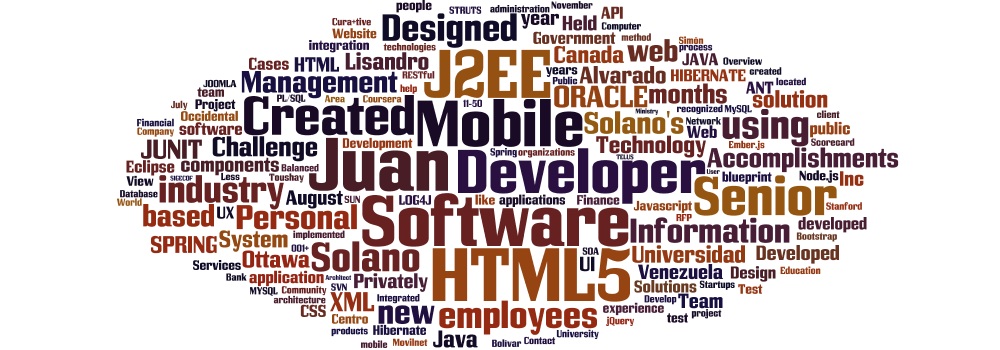 people STRUTS administration November
Cura+tive Designed year Held API
Website Computer
integration technologies Government method
Canada web Simón process
Cases HTML Lisandro J2EE JAVA Overview
RESTful years Alvarado HIBERNATE created
JOOMLA Management help Public ANT located
team PL/SQL Area Coursera 11-50 ORACLE months solution
July Project Created Mobile Ministry recognized MySQL
Occidental Solano's Network client
Financial software Web using public
Company Development Technology Ember.js Scorecard
JUNIT Challenge Juan Spring organizations TELUS Accomplishments
Eclipse components Balanced Developer User
View SIGECOF Less Toushay blueprint Node.js Inc
Database industry August SUN LOG4J like applications Finance Senior
World Javascript Stanford
based UX Personal Software RFP developed
implemented Information Bootstrap
SPRING System 001+ SOA
Ottawa Solano HTML5 UI Universidad Developed
Services Venezuela Design Education
Bank application Architect Privately Solutions Startups Test
MYSQL Community SVN Integrated Develop Team
architecture XML experience project
CSS Centro new employees jQuery test
products Hibernate University
mobile Movilnet Java Bolivar Contact